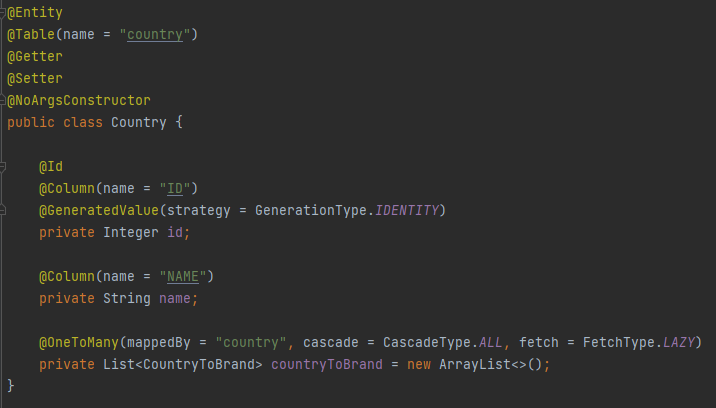 @Entity
@Table(name = "country")
@Getter
@Setter
@NoArgsConstructor
public class Country {
@Id
@Column(name = "ID")
@GeneratedValue(strategy = GenerationType.IDENTITY)
private Integer id;
@Column(name = "NAME")
private String name;
@OneToMany(mappedBy = "country", cascade = CascadeType.ALL, fetch = FetchType.LAZY)
private List<CountryToBrand> countryToBrand = new ArrayList<>();
}